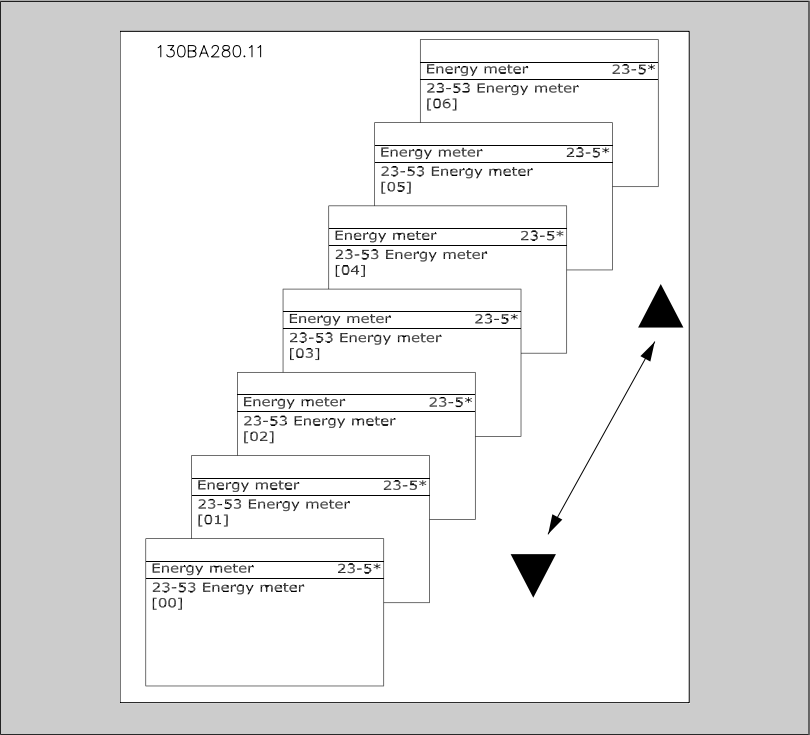 130BA280.11
Energy meter 23-5*
23-53 Energy meter
[06]
Energy meter 23-5*
23-53 Energy meter
[05]
Energy meter 23-5*
23-53 Energy meter
[04]
Energy meter 23-5*
23-53 Energy meter
[03]
Energy meter 23-5*
23-53 Energy meter
[02]
Energy meter 23-5*
23-53 Energy meter
[01]
Energy meter 23-5*
23-53 Energy meter
[00]